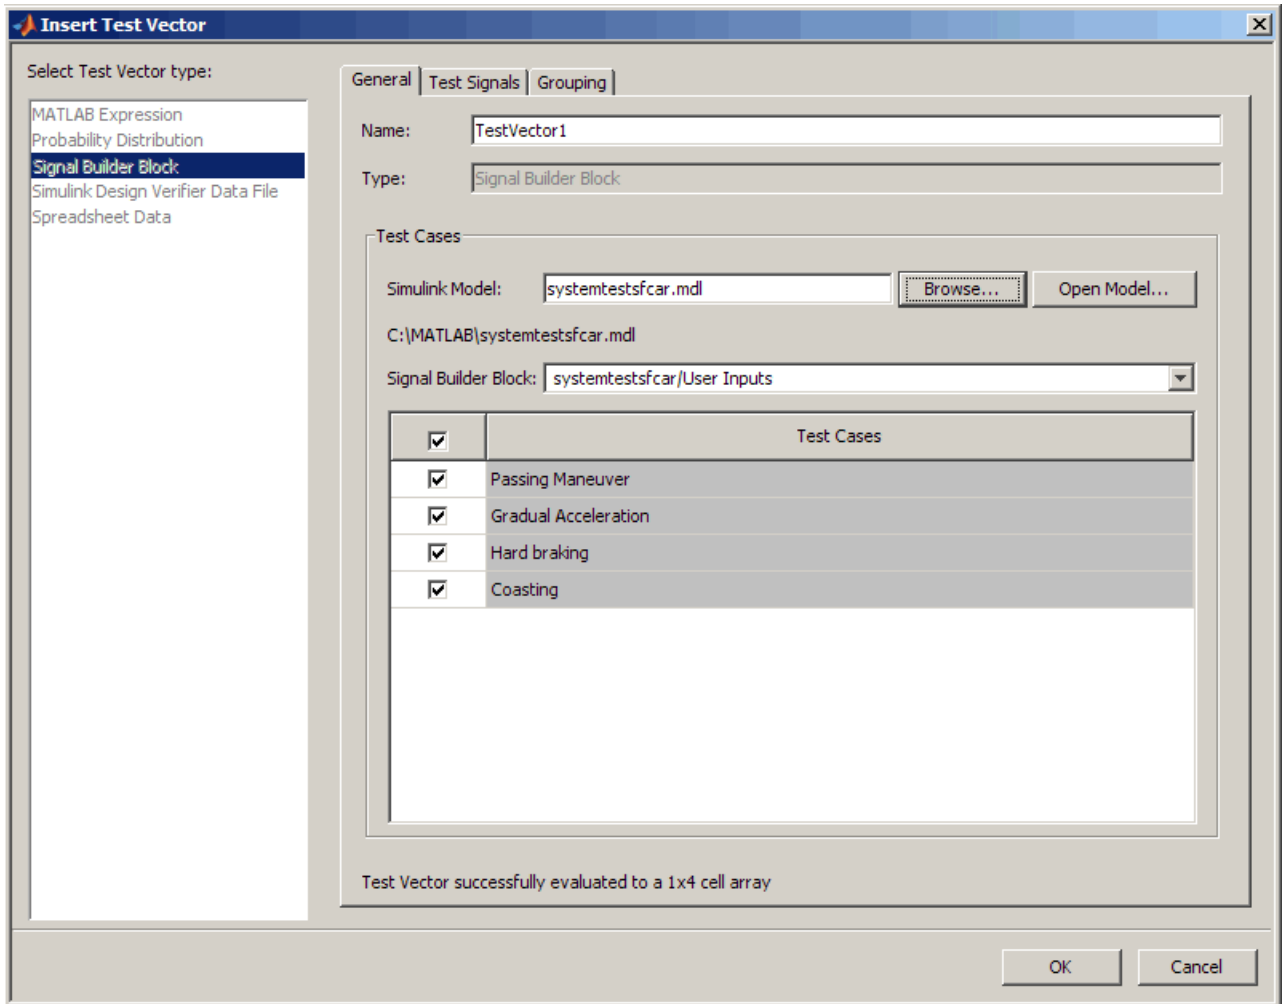 Insert Test Vector
Select Test Vector type:
MATLAB Expression
Probability Distribution
Signal Builder Block
Simulink Design Verifier Data File
Spreadsheet Data
General Test Signals Grouping
Name: TestVector1
Type: Signal Builder Block
Test Cases
Simulink Model: systemtestsfcar.mdl Browse... Open Model...
C:\MATLAB\systemtestsfcar.mdl
Signal Builder Block: systemtestsfcar/User Inputs
Test Cases
Passing Maneuver
Gradual Acceleration
Hard braking
Coasting
Test Vector successfully evaluated to a 1x4 cell array
OK Cancel